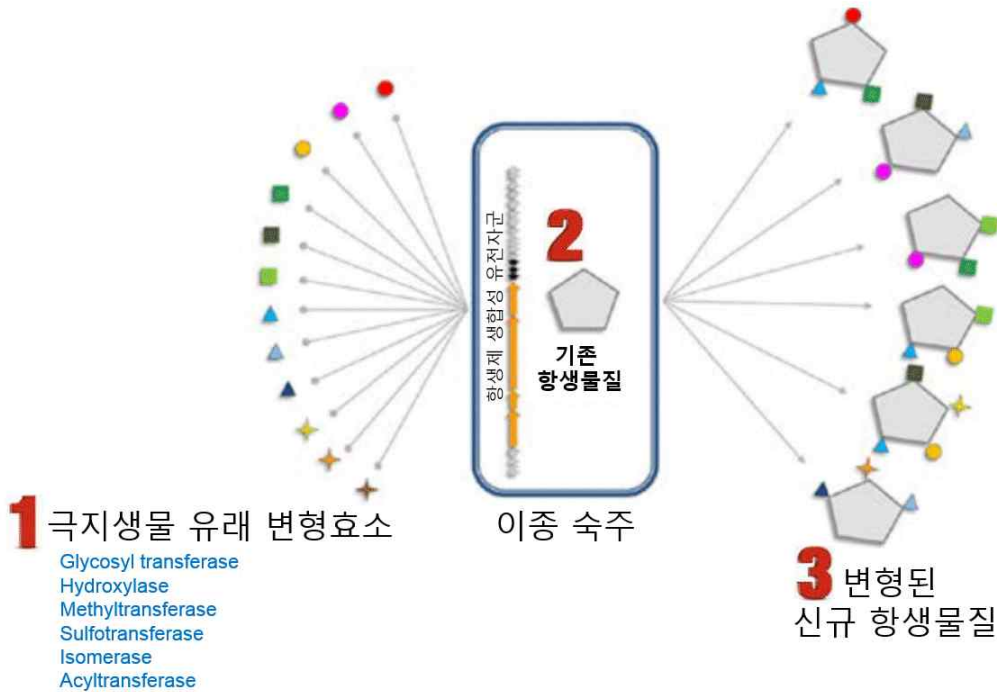 1 극지생물 유래 변형효소
Glycosyl transferase
Hydroxylase
Methyltransferase
Sulfotransferase
Isomerase
Acyltransferase
항생제 생합성 유전자군
2
기존
항생물질
이종 숙주
3 변형된
신규 항생물질